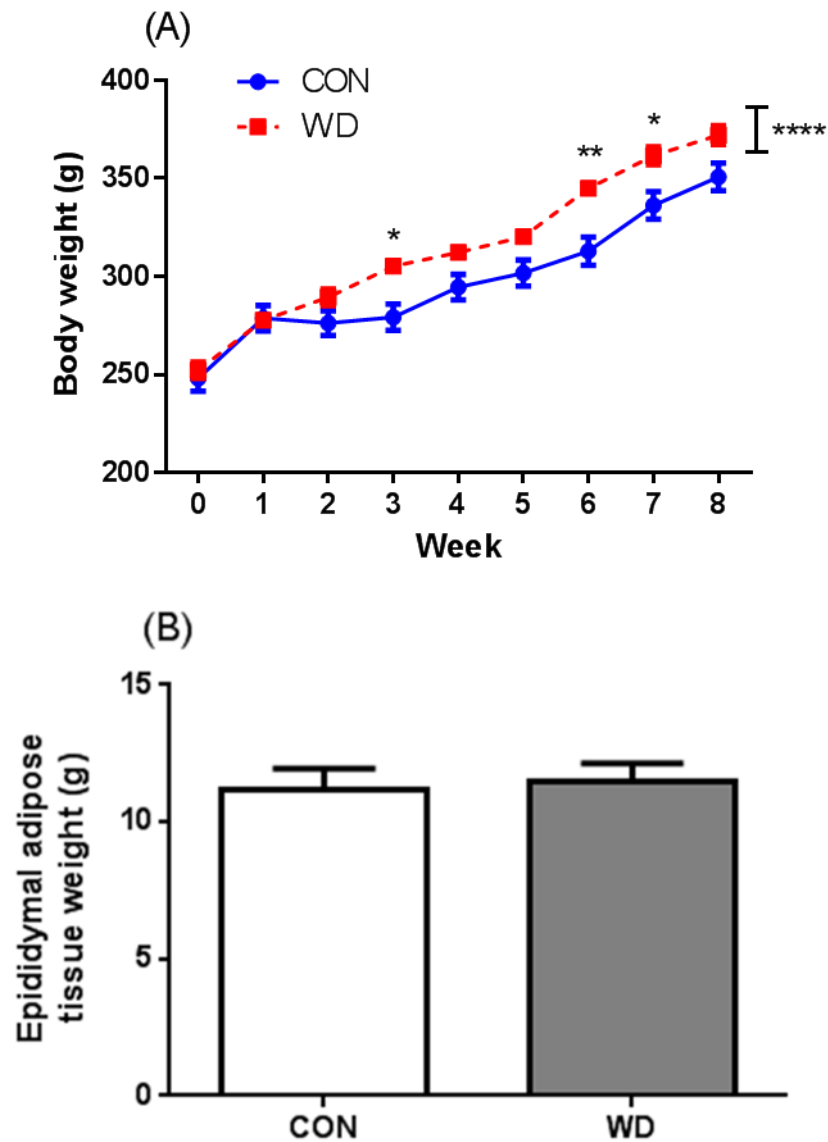 (A)
CON
WD
400
350
300
250
200
Body weight (g)
*
**
*
****
0 1 2 3 4 5 6 7 8
Week
(B)
15
10
5
0
Epididymal adipose
tissue weight (g)
CON WD